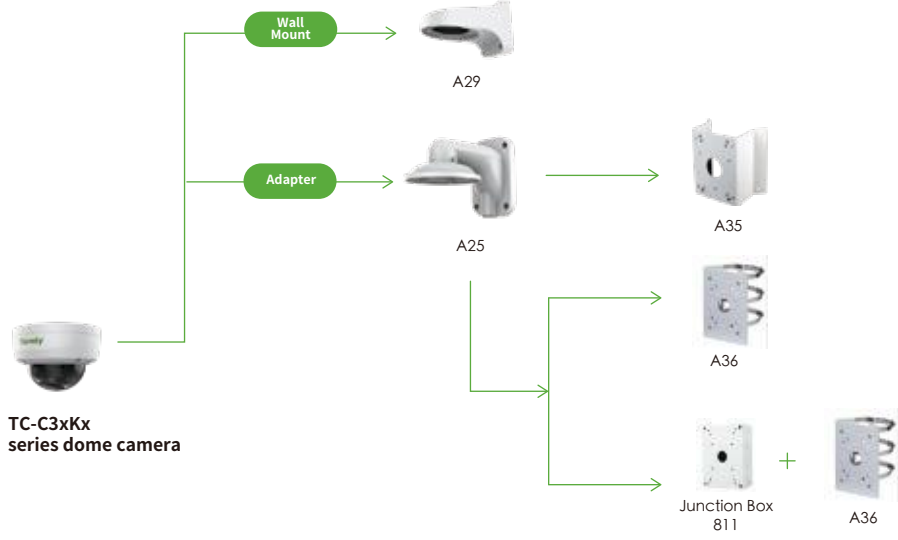 Wall
Mount
A29
Adapter
A25
A35
A36
TC-C3xKx
series dome camera
Junction Box
811
+
A36